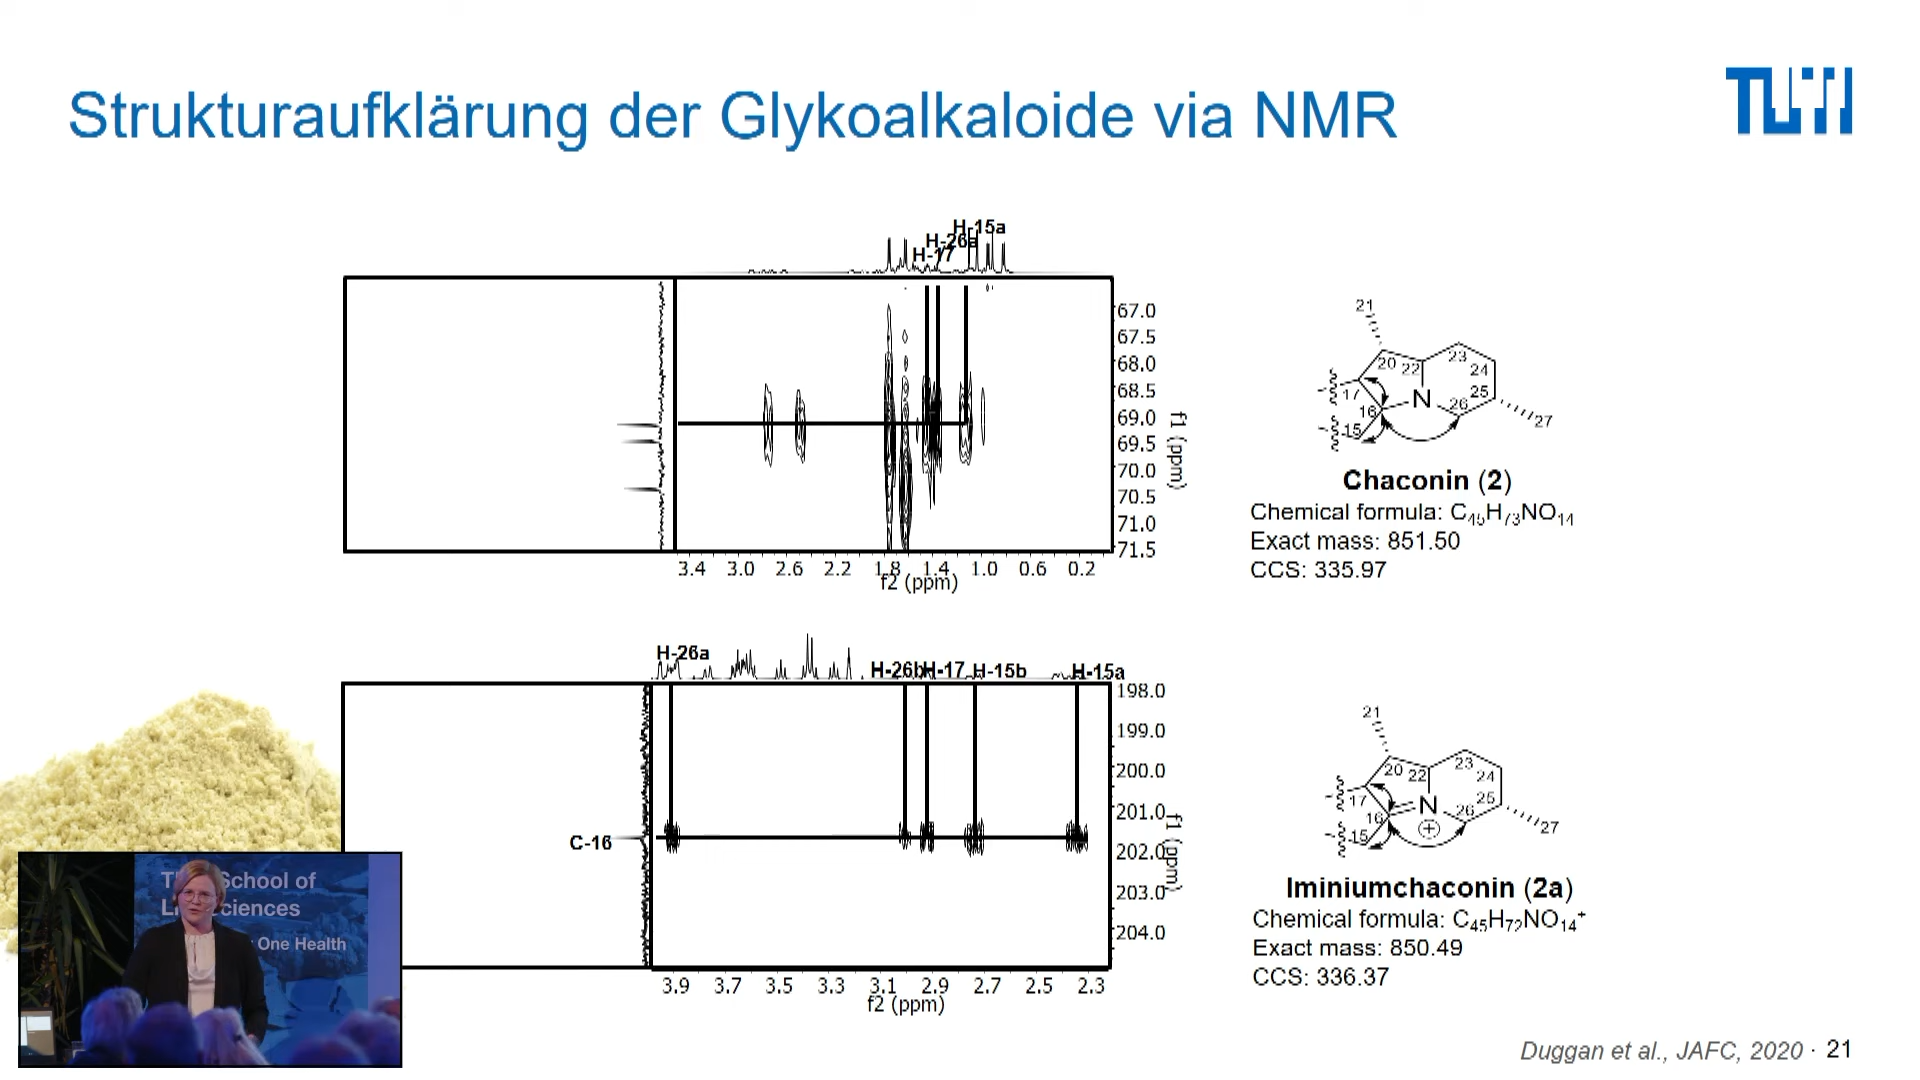 Strukturaufklärung der Glykoalkaloide via NMR
TUM
H-15a
H-26a
H-17
67.0
67.5
68.0
68.5
69.0
69.5
70.0
70.5
71.0
71.5
f1 (ppm)
3.4 3.0 2.6 2.2 1.8 1.4 1.0 0.6 0.2
f2 (ppm)
21
20 22 23
24
25
17
N
16
26
15
27
Chaconin (2)
Chemical formula: C45H73NO14
Exact mass: 851.50
CCS: 335.97
H-26a
H-26b H-17 H-15b H-15a
198.0
199.0
200.0
201.0
202.0
203.0
204.0
f1 (ppm)
C-16
3.9 3.7 3.5 3.3 3.1 2.9 2.7 2.5 2.3
f2 (ppm)
21
20 22 23
24
25
17
N
16
26
+
15
27
Iminiumchaconin (2a)
Chemical formula: C45H72NO14+
Exact mass: 850.49
CCS: 336.37
School of
ciences
One Health
Duggan et al., JAFC, 2020 · 21